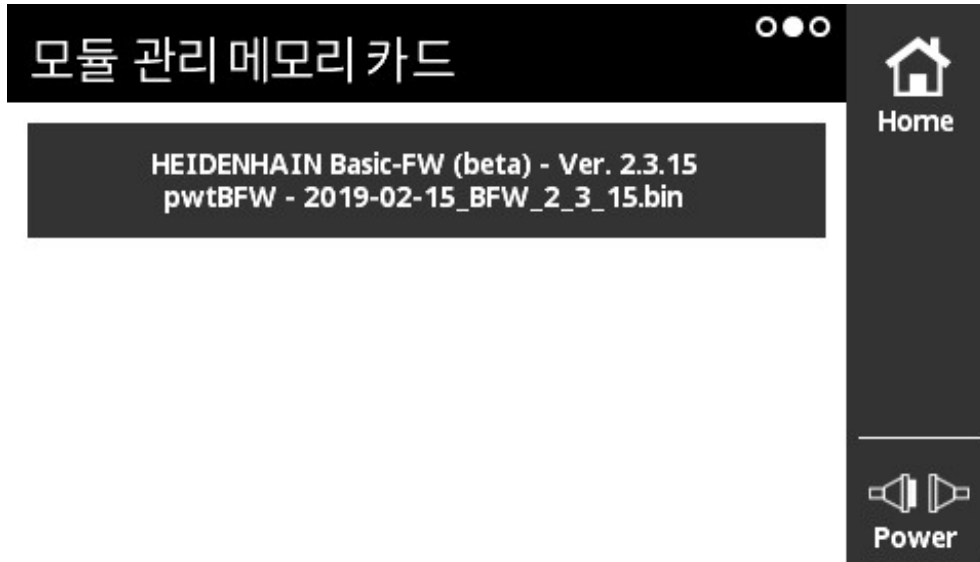 모듈 관리 메모리 카드
Home
HEIDENHAIN Basic-FW (beta) - Ver. 2.3.15
pwtBFW - 2019-02-15_BFW_2_3_15.bin
Power